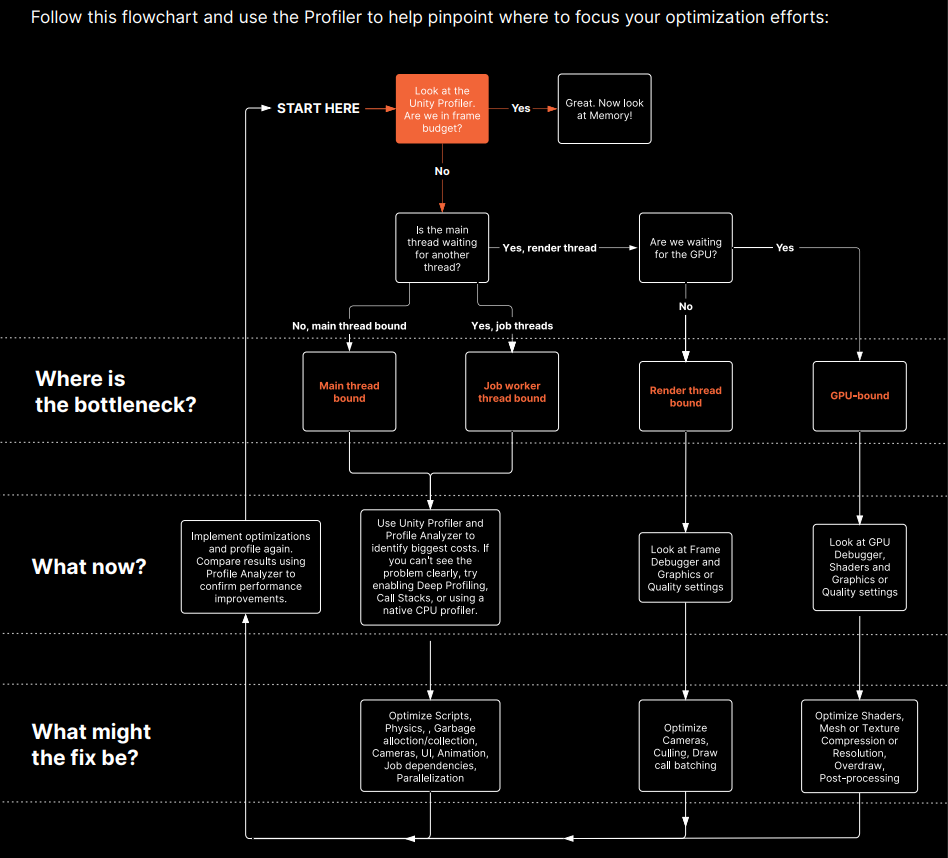 Follow this flowchart and use the Profiler to help pinpoint where to focus your optimization efforts:
START HERE
Look at the
Unity Profiler.
Are we in frame
budget?
Yes
Great. Now look
at Memory!
No
Is the main
thread waiting
for another
thread?
Yes, render thread
Are we waiting
for the GPU?
Yes
No
No, main thread bound
Yes, job threads
Where is
the bottleneck?
Main thread
bound
Job worker
thread bound
Render thread
bound
GPU-bound
What now?
Implement optimizations
and profile again.
Compare results using
Profile Analyzer to
confirm performance
improvements.
Use Unity Profiler and
Profile Analyzer to
identify biggest costs. If
you can't see the
problem clearly, try
enabling Deep Profiling,
Call Stacks, or using a
native CPU profiler.
Look at Frame
Debugger and
Graphics or
Quality settings
Look at GPU
Debugger,
Shaders and
Graphics or
Quality settings
What might
the fix be?
Optimize Scripts,
Physics, , Garbage
alloction/collection,
Cameras, UI, Animation,
Job dependencies,
Parallelization
Optimize
Cameras,
Culling, Draw
call batching
Optimize Shaders,
Mesh or Texture
Compression or
Resolution,
Overdraw,
Post-processing